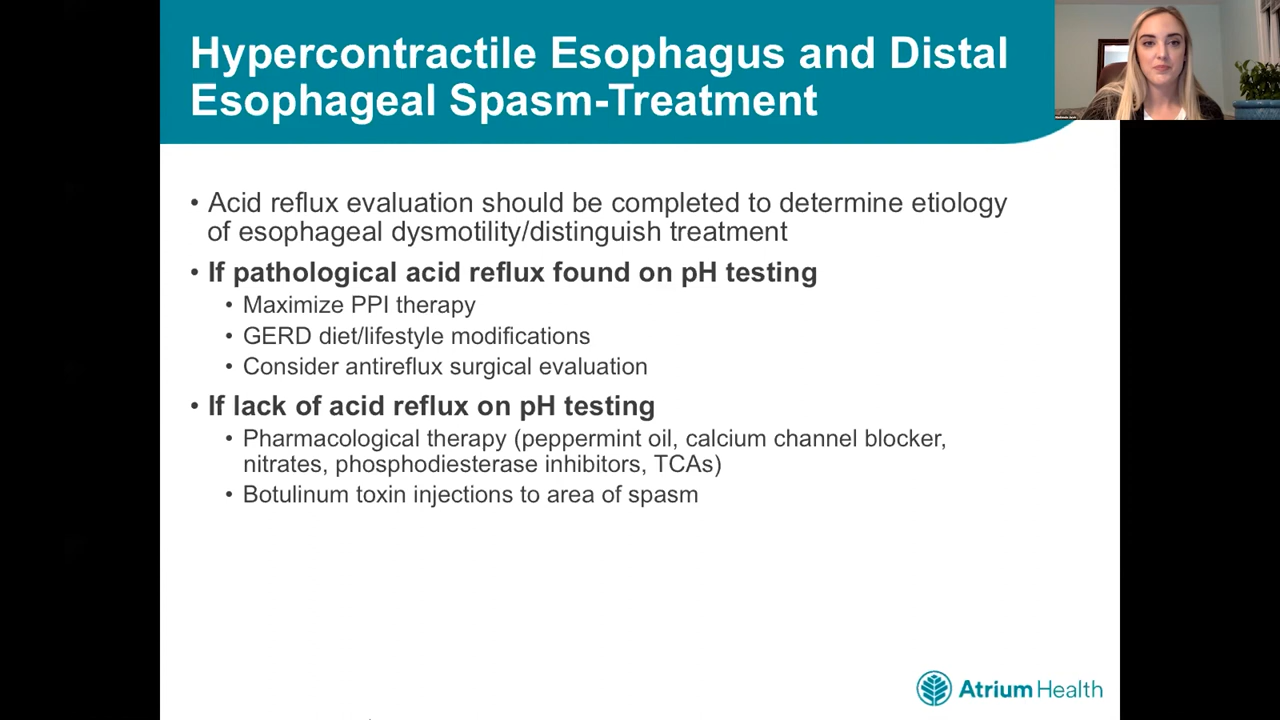 Hypercontractile Esophagus and Distal
Esophageal Spasm-Treatment
• Acid reflux evaluation should be completed to determine etiology
of esophageal dysmotility/distinguish treatment
• If pathological acid reflux found on pH testing
• Maximize PPI therapy
• GERD diet/lifestyle modifications
• Consider antireflux surgical evaluation
• If lack of acid reflux on pH testing
• Pharmacological therapy (peppermint oil, calcium channel blocker,
nitrates, phosphodiesterase inhibitors, TCAs)
• Botulinum toxin injections to area of spasm
Atrium Health